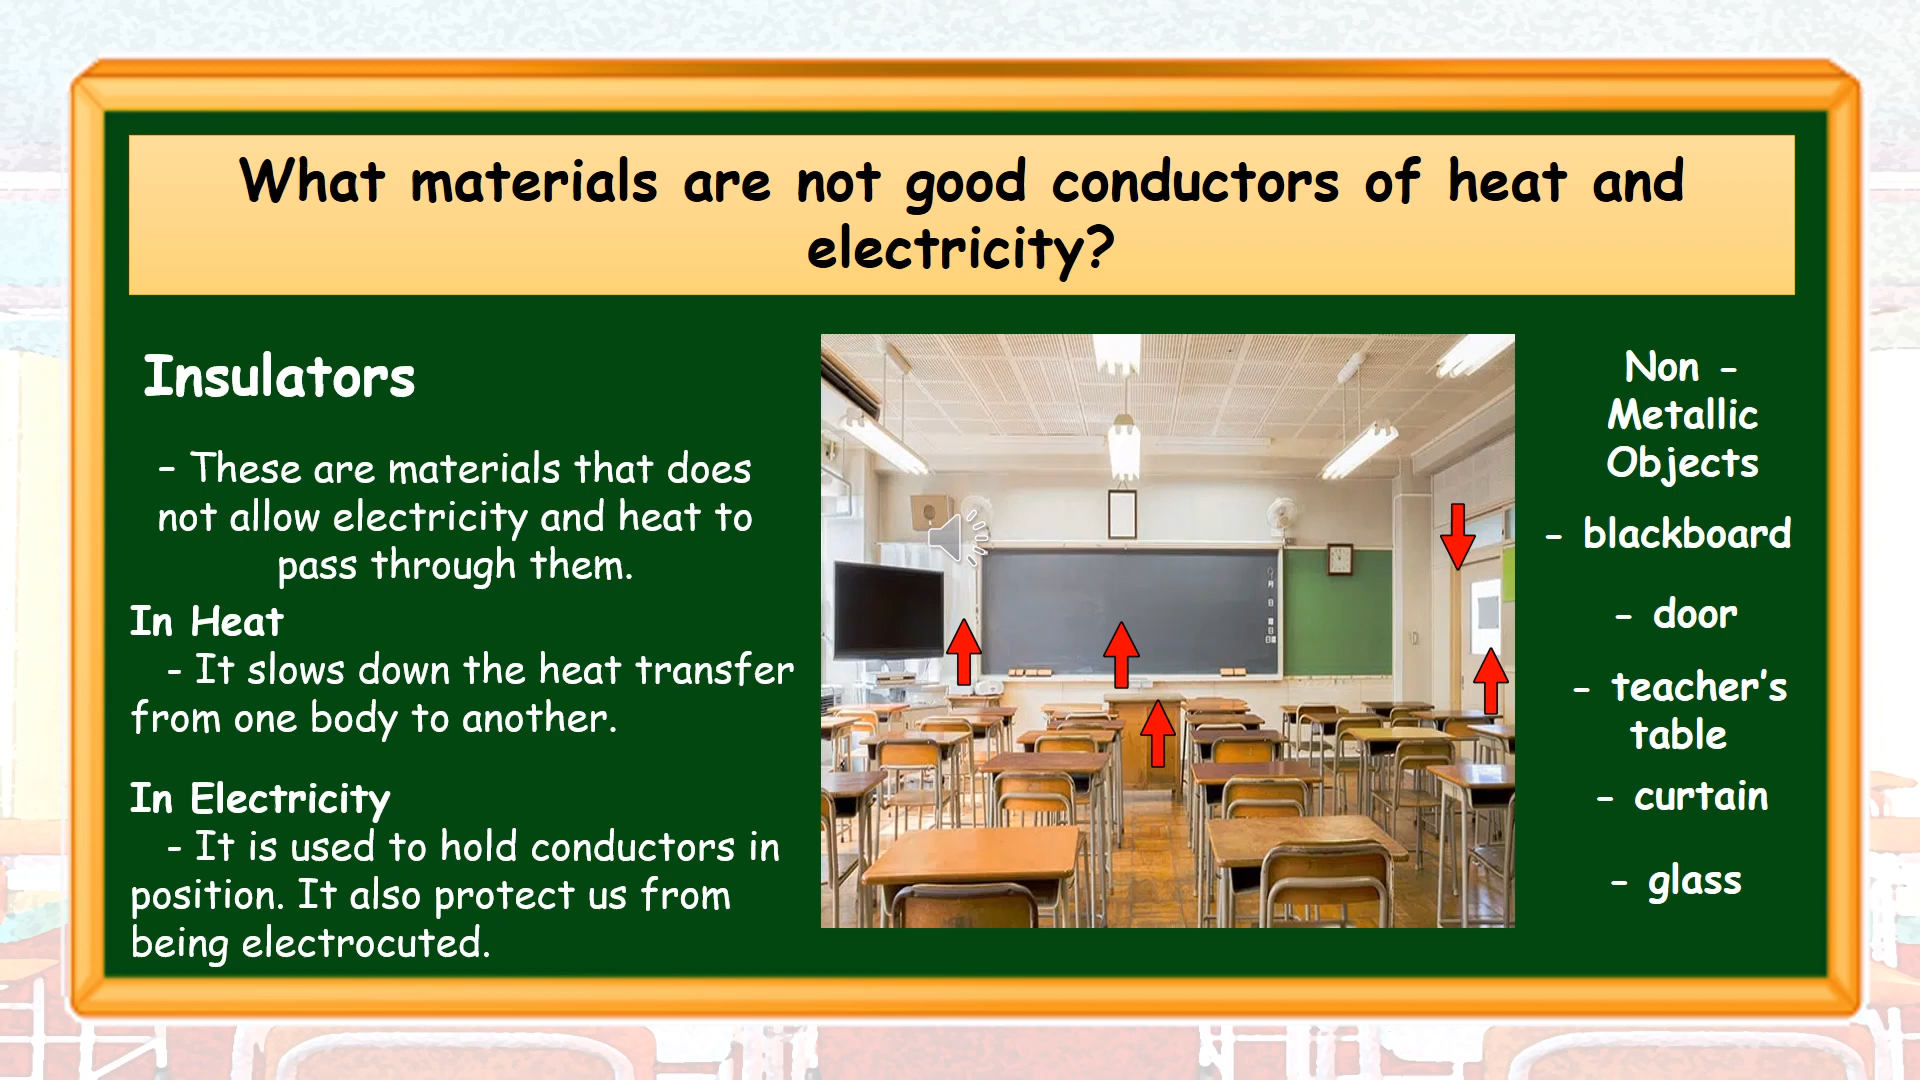 What materials are not good conductors of heat and
electricity?
Insulators
– These are materials that does
not allow electricity and heat to
pass through them.
In Heat
- It slows down the heat transfer
from one body to another.
In Electricity
- It is used to hold conductors in
position. It also protect us from
being electrocuted.
Non -
Metallic
Objects
- blackboard
- door
- teacher’s
table
- curtain
- glass